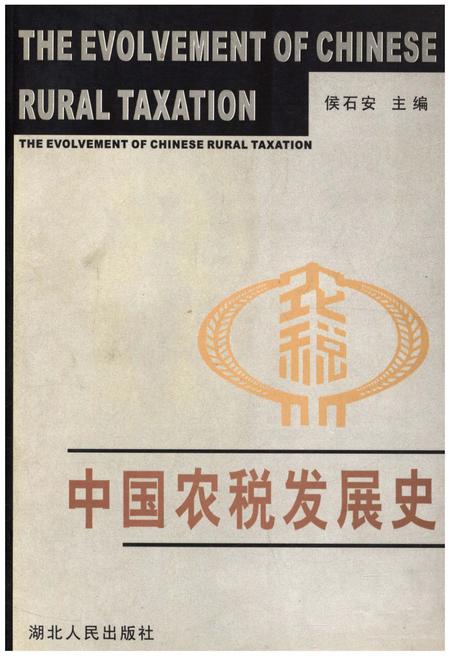 THE EVOLVEMENT OF CHINESE
RURAL TAXATION
侯石安 主编
THE EVOLVEMENT OF CHINESE RURAL TAXATION
农税
中国农税发展史
湖北人民出版社